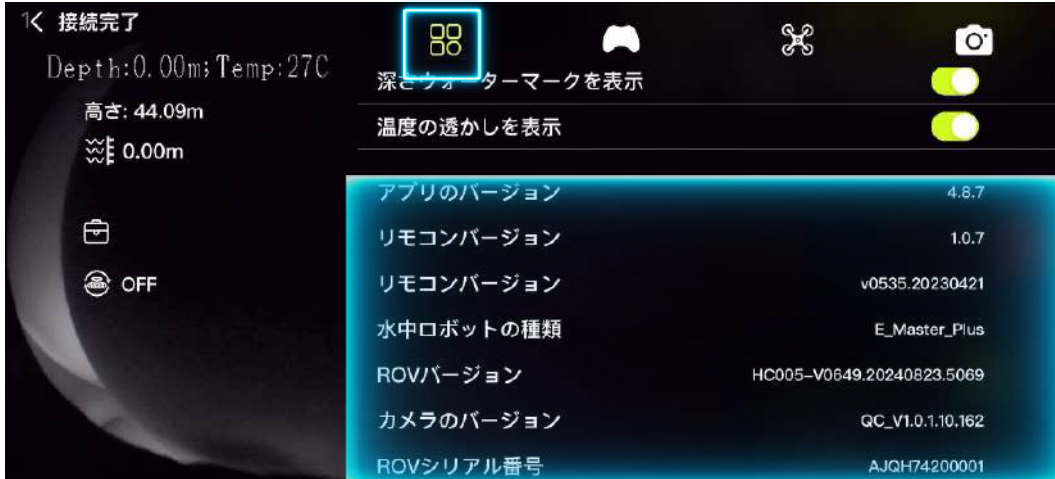 接続完了
Depth:0.00m;Temp:27C
高さ: 44.09m
0.00m
OFF
深さウォーターマークを表示
温度の透かしを表示
アプリのバージョン 4.8.7
リモコンバージョン 1.0.7
リモコンバージョン v0535.20230421
水中ロボットの種類 E_Master_Plus
ROVバージョン HC005-V0649.20240823.5069
カメラのバージョン QC_V1.0.1.10.162
ROVシリアル番号 AJQH74200001